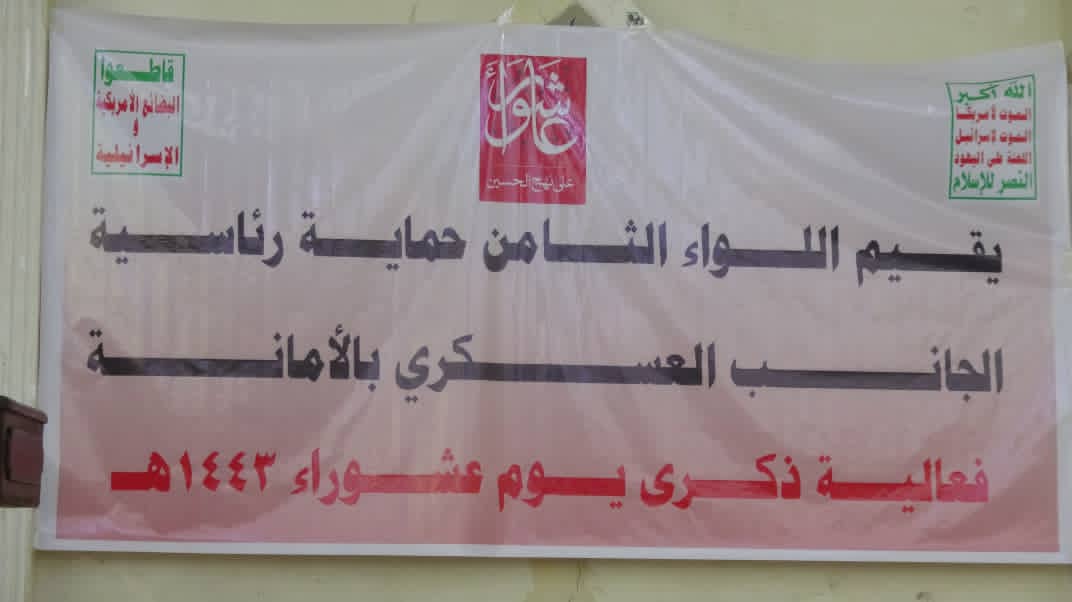 الله أكبر
الموت لأمريكا
الموت لإسرائيل
اللعنة على اليهود
النصر للإسلام
عاشوراء
على نهج الحسين
قاطعوا
البضائع الأمريكية
و
الإسرائيلية
يقيم اللواء الثامن حماية رئاسية
الجانب العسكري بالأمانة
فعالية ذكرى يوم عشوراء ١٤٤٣هـ